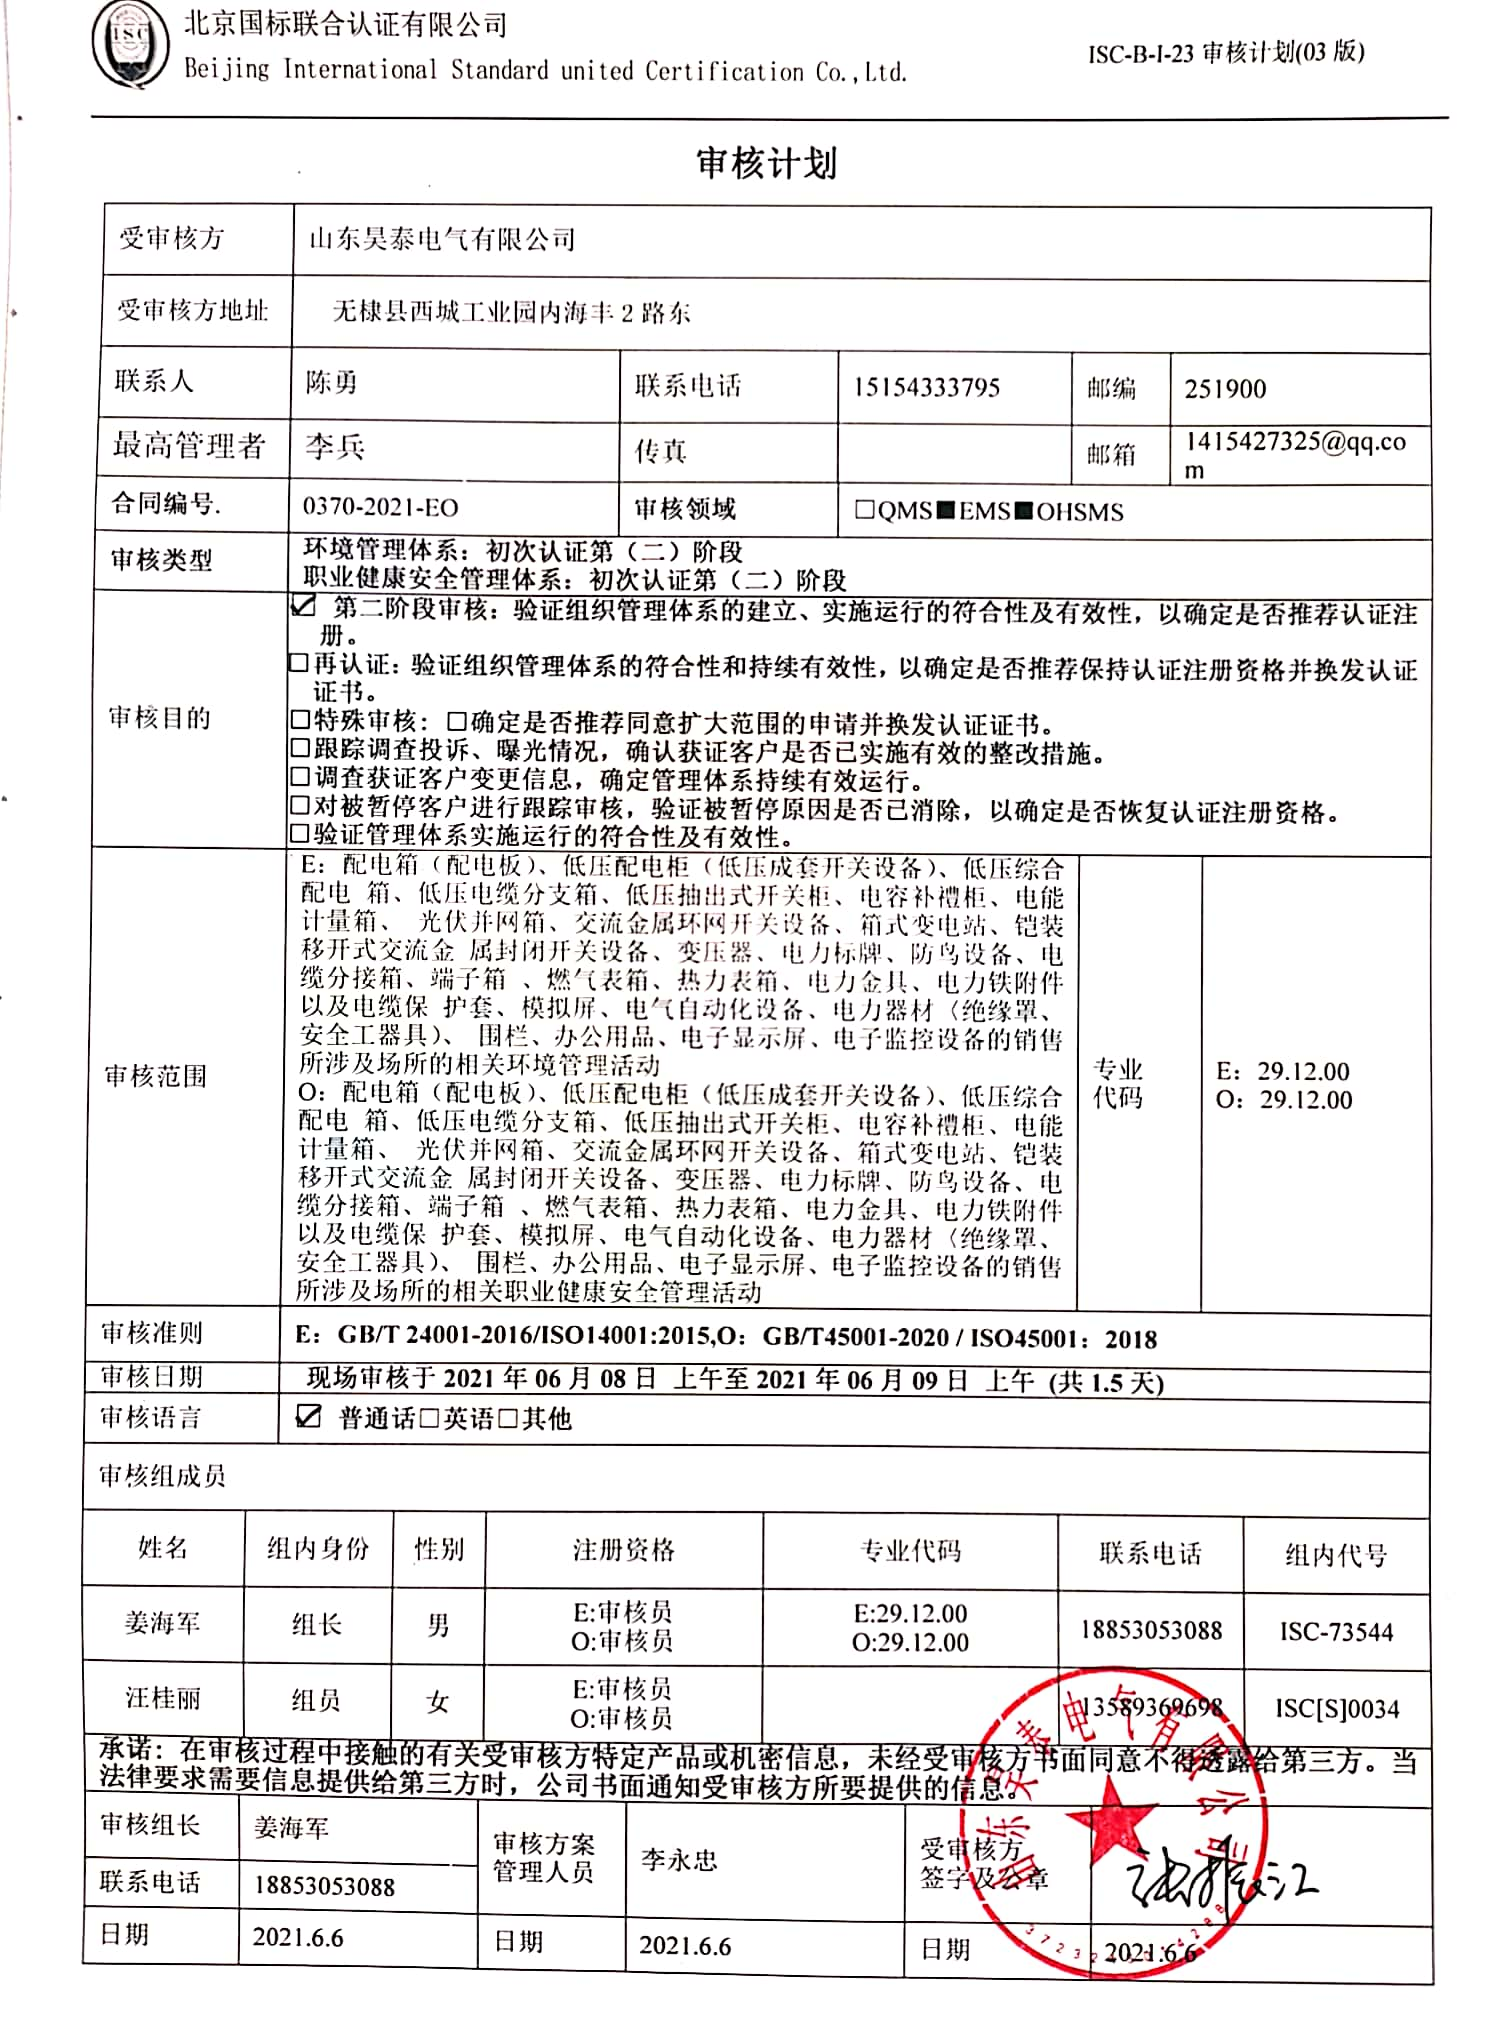 ISC
北京国标联合认证有限公司
Beijing International Standard united Certification Co.,Ltd.
ISC-B-I-23 审核计划(03 版)
审核计划
受审核方 山东昊泰电气有限公司
受审核方地址 无棣县西城工业园内海丰 2 路东
联系人 陈勇 联系电话 15154333795 邮编 251900
最高管理者 李兵 传真 邮箱 1415427325@qq.co
m
合同编号. 0370-2021-EO 审核领域 □QMS■EMS■OHSMS
审核类型 环境管理体系：初次认证第（二）阶段
职业健康安全管理体系：初次认证第（二）阶段
审核目的
☑ 第二阶段审核：验证组织管理体系的建立、实施运行的符合性及有效性，以确定是否推荐认证注
册。
□再认证：验证组织管理体系的符合性和持续有效性，以确定是否推荐保持认证注册资格并换发认证
证书。
□特殊审核：□确定是否推荐同意扩大范围的申请并换发认证证书。
□跟踪调查投诉、曝光情况，确认获证客户是否已实施有效的整改措施。
□调查获证客户变更信息，确定管理体系持续有效运行。
□对被暂停客户进行跟踪审核，验证被暂停原因是否已消除，以确定是否恢复认证注册资格。
□验证管理体系实施运行的符合性及有效性。
审核范围
E：配电箱（配电板）、低压配电柜（低压成套开关设备）、低压综合
配电 箱、低压电缆分支箱、低压抽出式开关柜、电容补禮柜、电能
计量箱、 光伏并网箱、交流金属环网开关设备、箱式变电站、铠装
移开式交流金 属封闭开关设备、变压器、电力标牌、防鸟设备、电
缆分接箱、端子箱 、燃气表箱、热力表箱、电力金具、电力铁附件
以及电缆保 护套、模拟屏、电气自动化设备、电力器材（绝缘罩、
安全工器具）、 围栏、办公用品、电子显示屏、电子监控设备的销售
所涉及场所的相关环境管理活动
O：配电箱（配电板）、低压配电柜（低压成套开关设备）、低压综合
配电 箱、低压电缆分支箱、低压抽出式开关柜、电容补禮柜、电能
计量箱、 光伏并网箱、交流金属环网开关设备、箱式变电站、铠装
移开式交流金 属封闭开关设备、变压器、电力标牌、防鸟设备、电
缆分接箱、端子箱 、燃气表箱、热力表箱、电力金具、电力铁附件
以及电缆保 护套、模拟屏、电气自动化设备、电力器材（绝缘罩、
安全工器具）、 围栏、办公用品、电子显示屏、电子监控设备的销售
所涉及场所的相关职业健康安全管理活动
专业
代码
E：29.12.00
O：29.12.00
审核准则 E：GB/T 24001-2016/ISO14001:2015,O：GB/T45001-2020 / ISO45001：2018
审核日期 现场审核于 2021 年 06 月 08 日 上午至 2021 年 06 月 09 日 上午 (共 1.5 天)
审核语言 ☑ 普通话□英语□其他
审核组成员
姓名 组内身份 性别 注册资格 专业代码 联系电话 组内代号
姜海军 组长 男 E:审核员 E:29.12.00 18853053088 ISC-73544
O:审核员 O:29.12.00
汪桂丽 组员 女 E:审核员 13589369698 ISC[S]0034
O:审核员
承诺：在审核过程中接触的有关受审核方特定产品或机密信息，未经受审核方书面同意不得透露给第三方。当
法律要求需要信息提供给第三方时，公司书面通知受审核方所要提供的信息。
审核组长 姜海军
审核方案
管理人员
李永忠
受审核方
签字及公章
联系电话 18853053088
日期 2021.6.6 日期 2021.6.6 日期 2021.6.6
山东昊泰电气有限公司